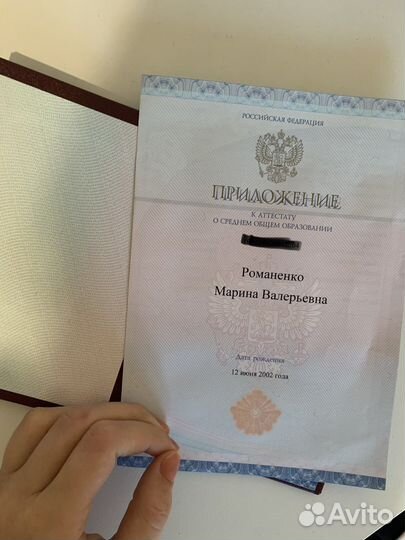 РОССИЙСКАЯ ФЕДЕРАЦИЯ
ПРИЛОЖЕНИЕ
К АТТЕСТАТУ
О СРЕДНЕМ ОБЩЕМ ОБРАЗОВАНИИ
Романенко
Марина Валерьевна
Дата рождения
12 июня 2002 года
Avito